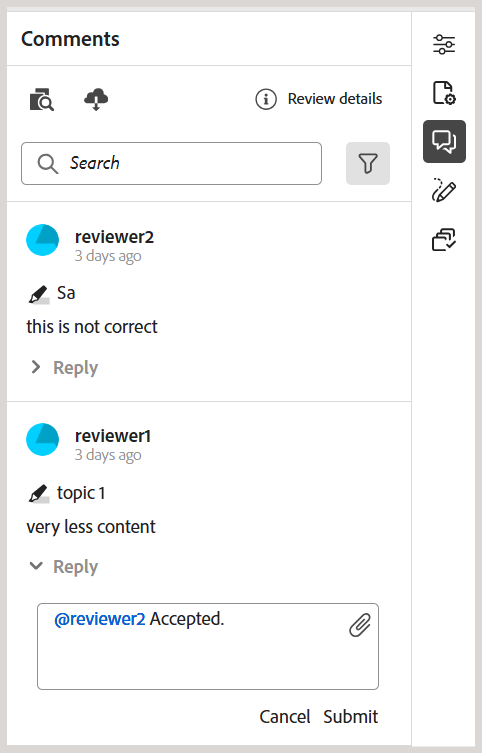 Comments
Review details
Search
reviewer2
3 days ago
Sa
this is not correct
Reply
reviewer1
3 days ago
topic 1
very less content
Reply
@reviewer2 Accepted.
Cancel Submit